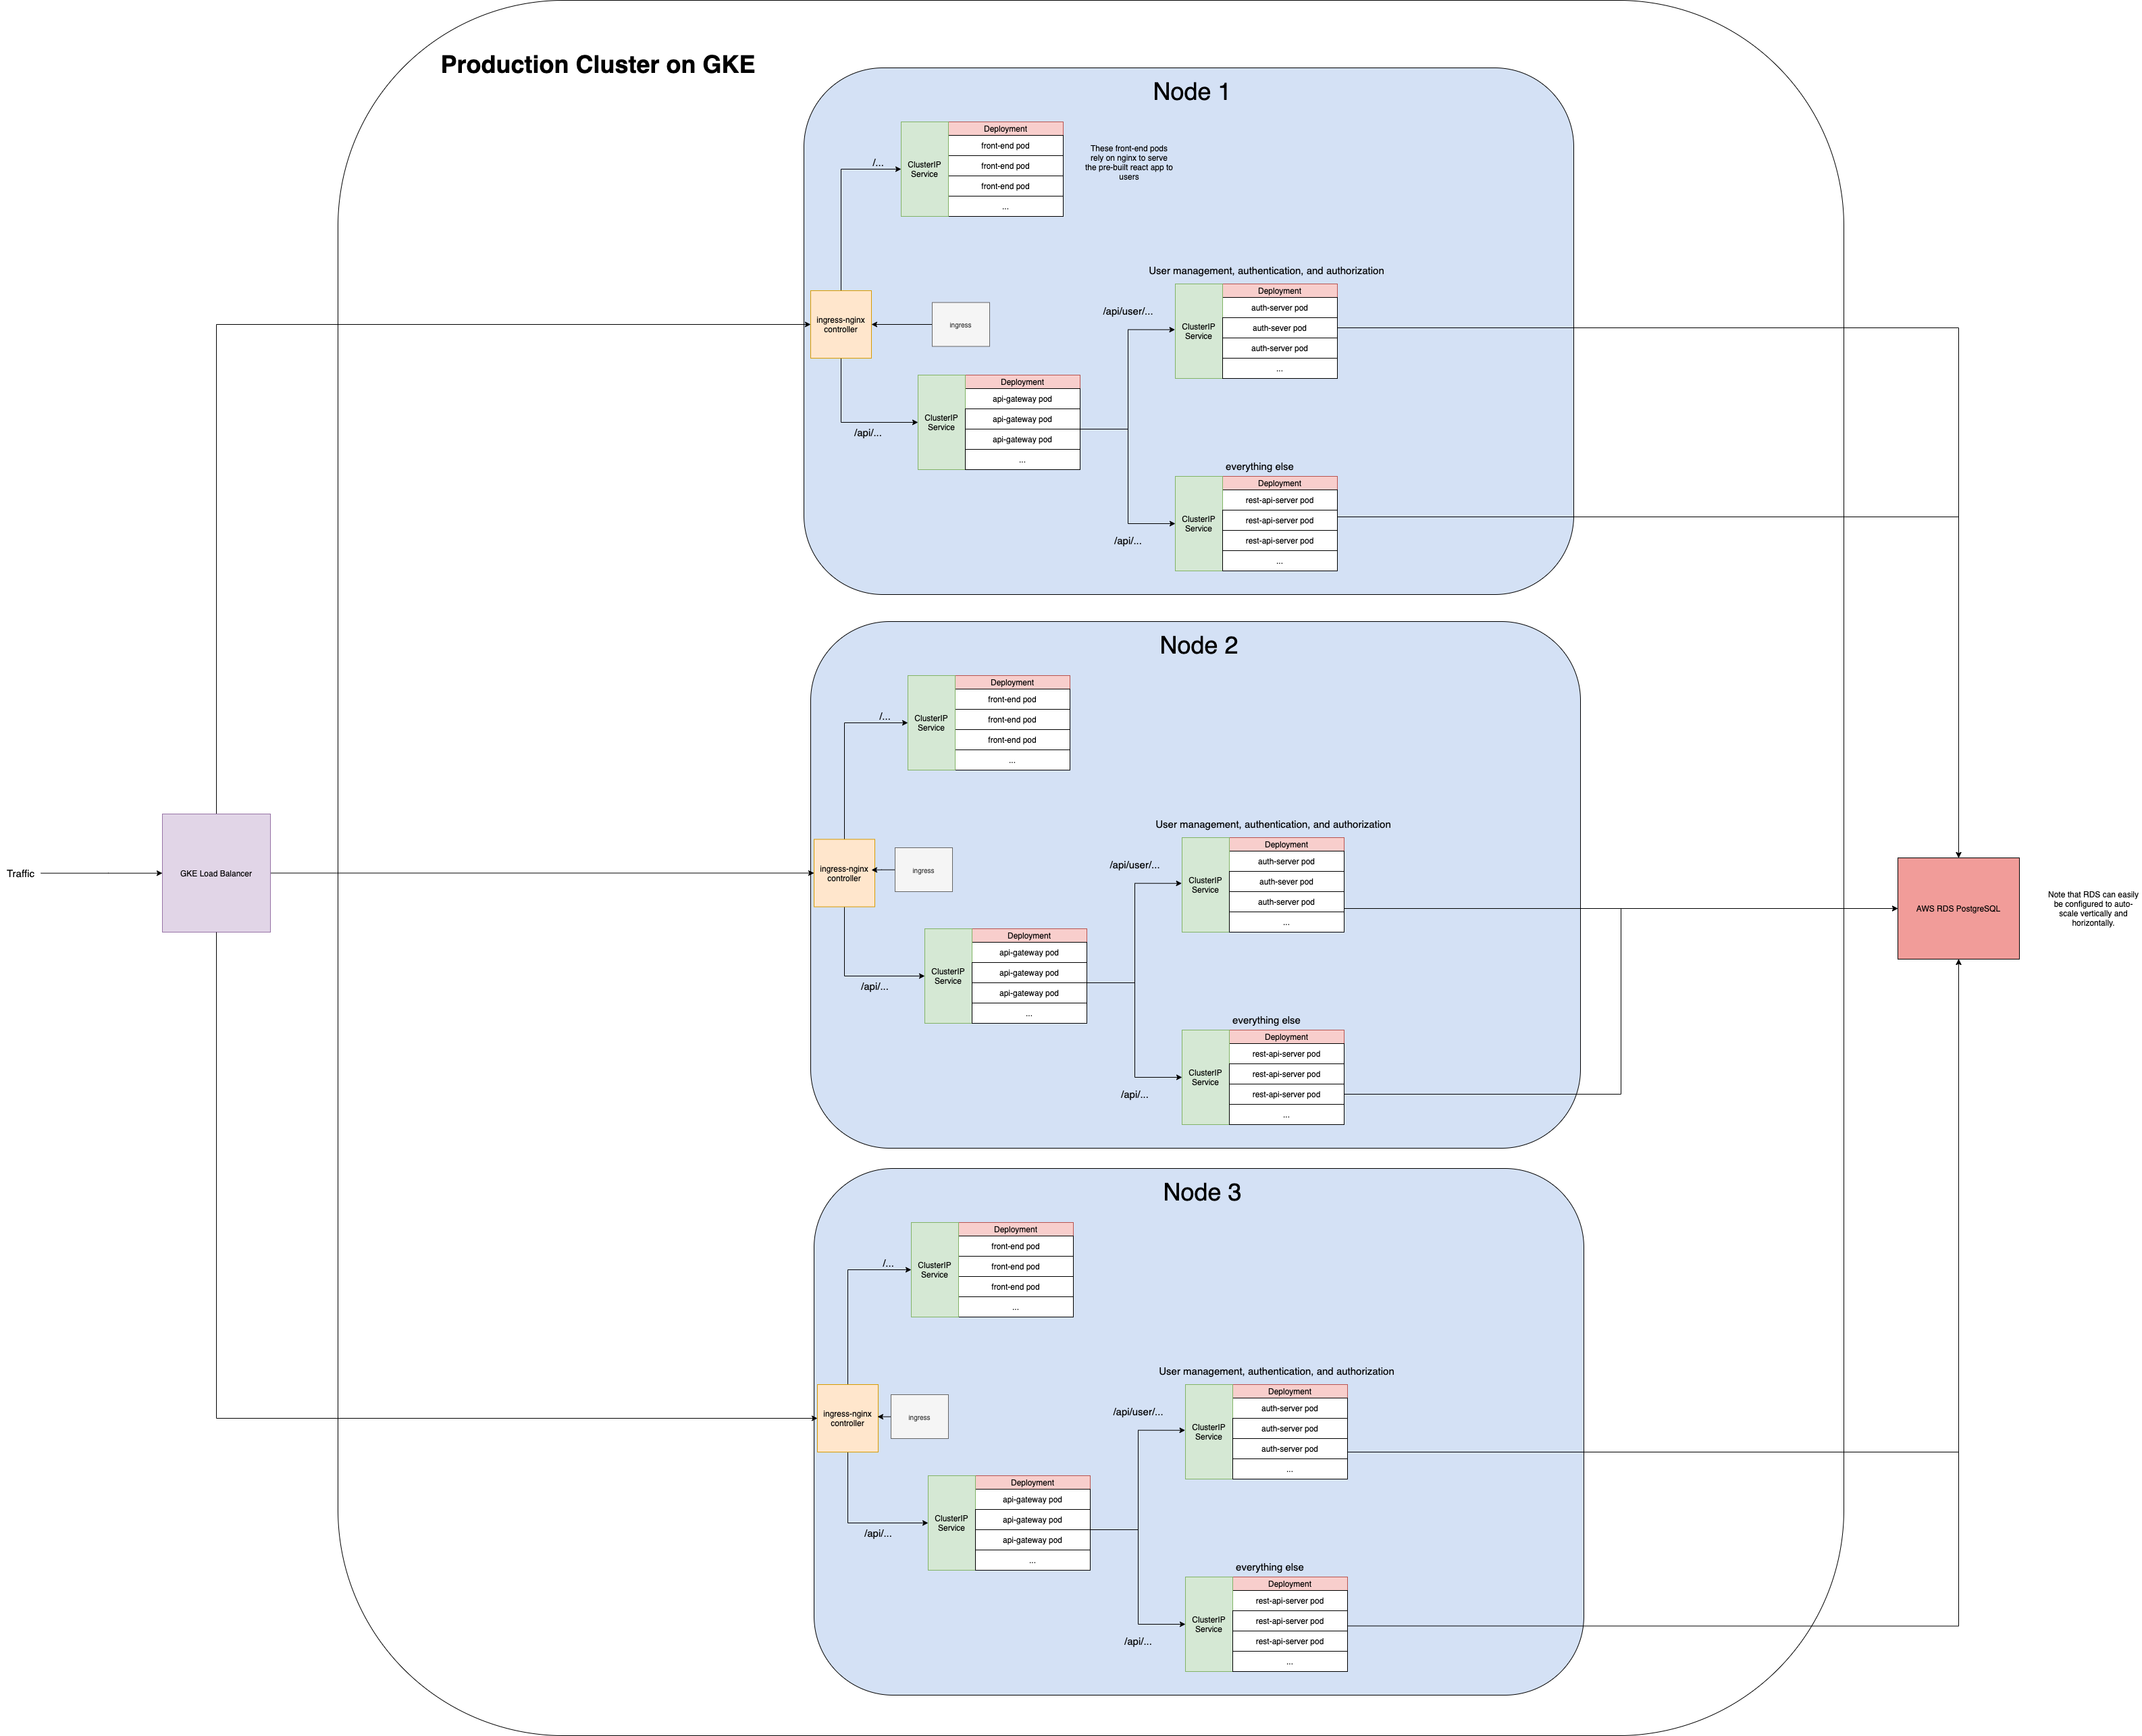 Production Cluster on GKE
Node 1
Deployment
front-end pod
front-end pod
front-end pod
...
ClusterIP
Service
/...
These front-end pods
rely on nginx to serve
the pre-built react app to
users
User management, authentication, and authorization
ingress-nginx
controller
ingress
/api/user/...
ClusterIP
Service
Deployment
auth-server pod
auth-sever pod
auth-server pod
...
/api/...
ClusterIP
Service
Deployment
api-gateway pod
api-gateway pod
api-gateway pod
...
everything else
/api/...
ClusterIP
Service
Deployment
rest-api-server pod
rest-api-server pod
rest-api-server pod
...
Node 2
Deployment
front-end pod
front-end pod
front-end pod
...
ClusterIP
Service
/...
User management, authentication, and authorization
ingress-nginx
controller
ingress
/api/user/...
ClusterIP
Service
Deployment
auth-server pod
auth-sever pod
auth-server pod
...
Traffic
GKE Load Balancer
AWS RDS PostgreSQL
Note that RDS can easily
be configured to auto-
scale vertically and
horizontally.
/api/...
ClusterIP
Service
Deployment
api-gateway pod
api-gateway pod
api-gateway pod
...
everything else
/api/...
ClusterIP
Service
Deployment
rest-api-server pod
rest-api-server pod
rest-api-server pod
...
Node 3
Deployment
front-end pod
front-end pod
front-end pod
...
ClusterIP
Service
/...
User management, authentication, and authorization
ingress-nginx
controller
ingress
/api/user/...
ClusterIP
Service
Deployment
auth-server pod
auth-server pod
auth-server pod
...
/api/...
ClusterIP
Service
Deployment
api-gateway pod
api-gateway pod
api-gateway pod
...
everything else
/api/...
ClusterIP
Service
Deployment
rest-api-server pod
rest-api-server pod
rest-api-server pod
...